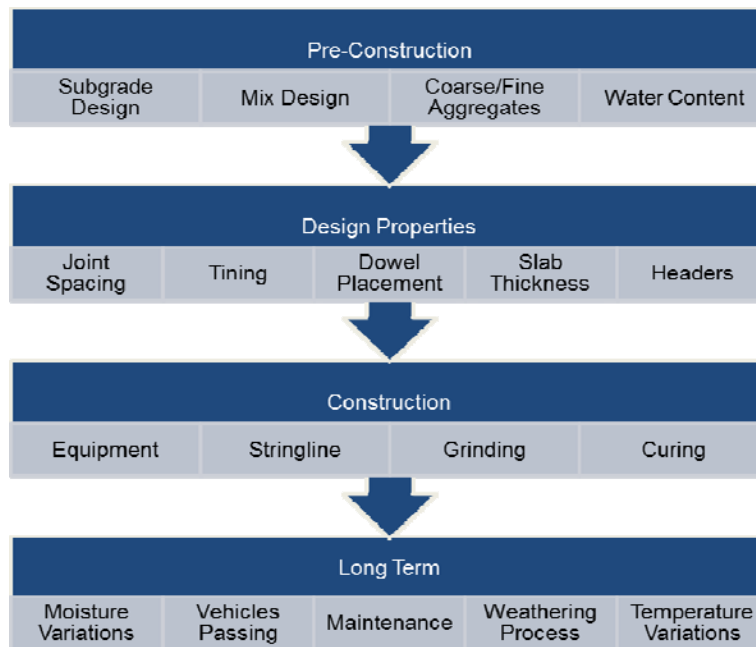 Pre-Construction
Subgrade Design
Mix Design
Coarse/Fine Aggregates
Water Content
Design Properties
Joint Spacing
Tining
Dowel Placement
Slab Thickness
Headers
Construction
Equipment
Stringline
Grinding
Curing
Long Term
Moisture Variations
Vehicles Passing
Maintenance
Weathering Process
Temperature Variations